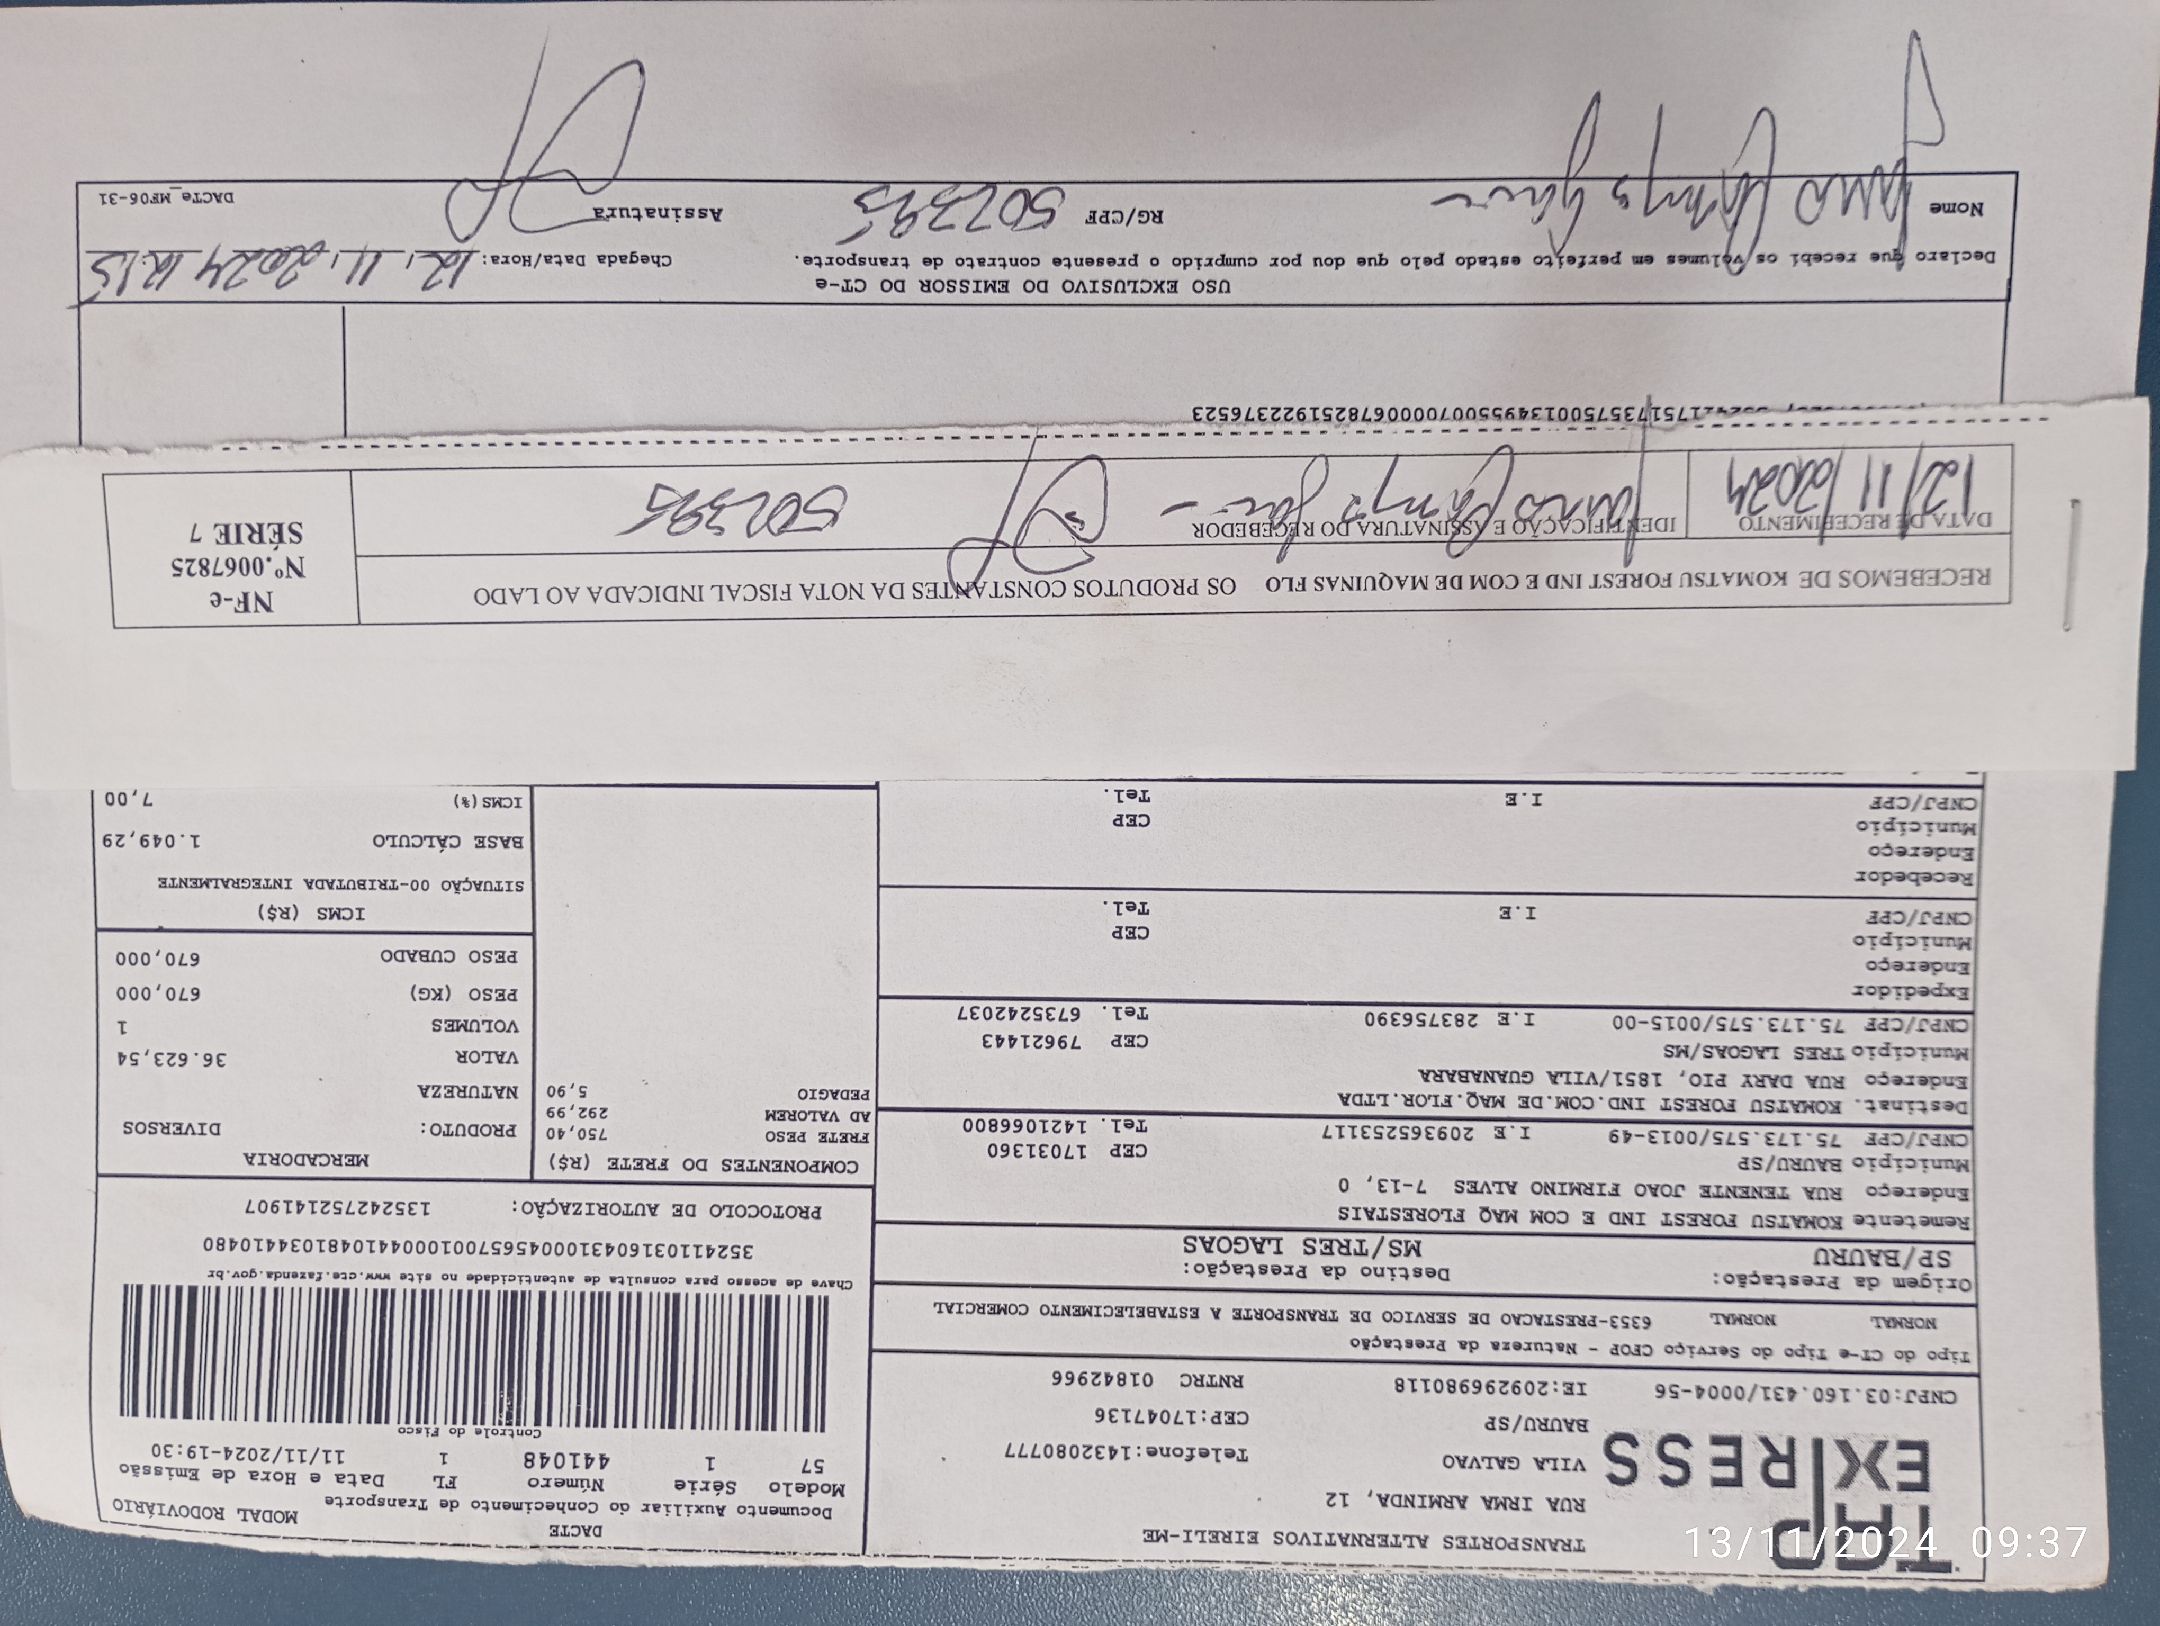 TAP
EXPRESS
TRANSPORTES ALTERNATIVOS EIRELI-ME
RUA IRMA ARMINDA, 12
VILA GALVAO Telefone:1432080777
BAURU/SP CEP:17047136
CNPJ:03.160.431/0004-56 IE:209296980118 RNTRC 01842966
DACTE
Documento Auxiliar do Conhecimento de Transporte MODAL RODOVIÁRIO
Modelo Série Número FL Data e Hora de Emissão
57 1 441048 1 11/11/2024-19:30
Controle do Fisco
Chave de acesso para consulta de autenticidade no site www.cte.fazenda.gov.br
35241103160431000456570010004410481034410480
PROTOCOLO DE AUTORIZAÇÃO: 135242752141907
Tipo do CT-e Tipo do Serviço CFOP - Natureza da Prestação
NORMAL NORMAL 6353-PRESTACAO DE SERVICO DE TRANSPORTE A ESTABELECIMENTO COMERCIAL
Origem da Prestação: Destino da Prestação:
SP/BAURU MS/TRES LAGOAS
Remetente KOMATSU FOREST IND E COM MAQ FLORESTAIS
Endereço RUA TENENTE JOAO FIRMINO ALVES 7-13, 0
Município BAURU/SP CEP 17031360
CNPJ/CPF 75.173.575/0013-49 I.E 209365253117 Tel. 1421066800
Destinat. KOMATSU FOREST IND.COM.DE MAQ.FLOR.LTDA
Endereço RUA DARY PIO, 1851/VILA GUANABARA
Município TRES LAGOAS/MS CEP 79621443
CNPJ/CPF 75.173.575/0015-00 I.E 283756390 Tel. 6735242037
Expedidor
Endereço
Município CEP
CNPJ/CPF I.E Tel.
Recebedor
Endereço
Município CEP
CNPJ/CPF I.E Tel.
COMPONENTES DO FRETE (R$)
FRETE PESO 750,40
AD VALOREM 292,99
PEDAGIO 5,90
MERCADORIA
PRODUTO: DIVERSOS
NATUREZA
VALOR 36.623,54
VOLUMES 1
PESO (KG) 670,000
PESO CUBADO 670,000
ICMS (R$)
SITUAÇÃO 00-TRIBUTADA INTEGRALMENTE
BASE CÁLCULO 1.049,29
ICMS(%) 7,00
RECEBEMOS DE KOMATSU FOREST IND E COM DE MAQUINAS FLO OS PRODUTOS CONSTANTES DA NOTA FISCAL INDICADA AO LADO
DATA DE RECEBIMENTO IDENTIFICAÇÃO E ASSINATURA DO RECEBEDOR
12/11/2024 502395
NF-e
Nº.0067825
SÉRIE 7
USO EXCLUSIVO DO EMISSOR DO CT-e
Declaro que recebi os volumes em perfeito estado pelo que dou por cumprido o presente contrato de transporte. Chegada Data/Hora: 12.11.2024 12:15
Nome RG/CPF 502395 Assinatura
DACTe_MF06-31
13/11/2024 09:37